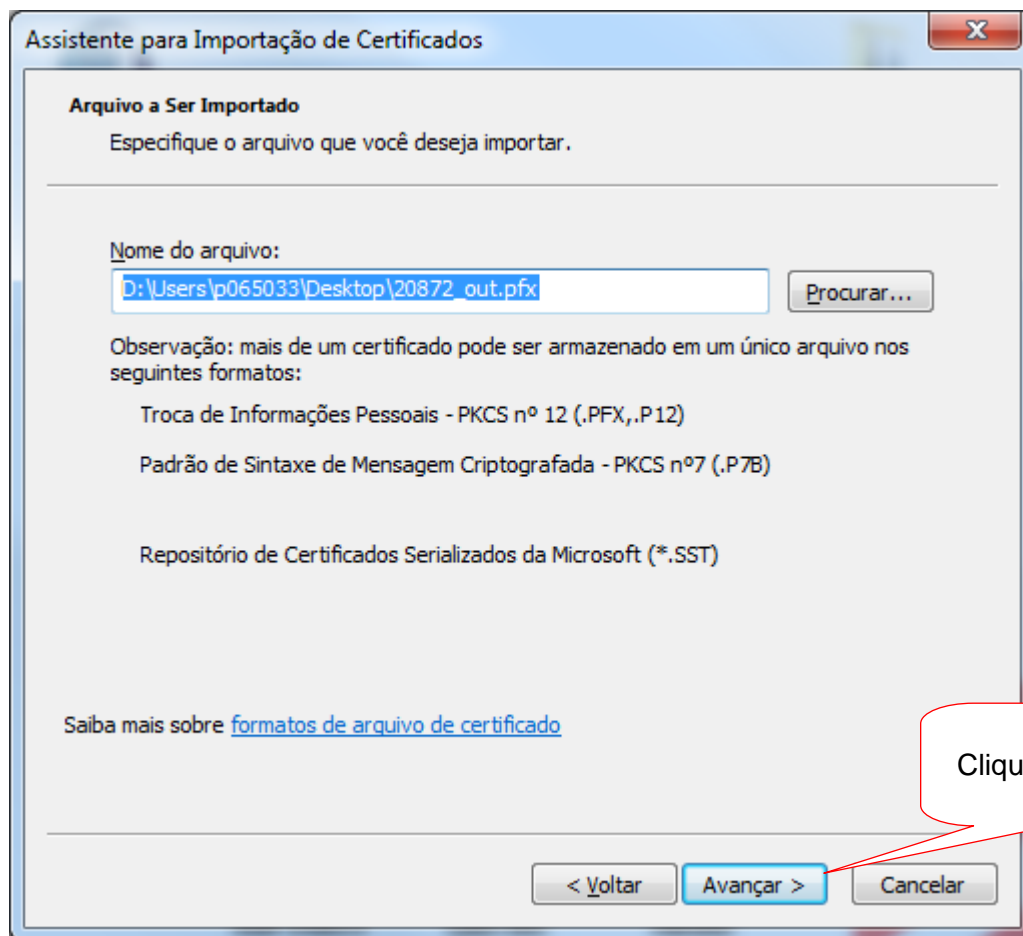 Assistente para Importação de Certificados
Arquivo a Ser Importado
Especifique o arquivo que você deseja importar.
Nome do arquivo:
D:\Users\p065033\Desktop\20872_out.pfx
Procurar...
Observação: mais de um certificado pode ser armazenado em um único arquivo nos
seguintes formatos:
Troca de Informações Pessoais - PKCS nº 12 (.PFX,.P12)
Padrão de Sintaxe de Mensagem Criptografada - PKCS nº7 (.P7B)
Repositório de Certificados Serializados da Microsoft (*.SST)
Saiba mais sobre formatos de arquivo de certificado
Cliqu
< Voltar
Avançar >
Cancelar